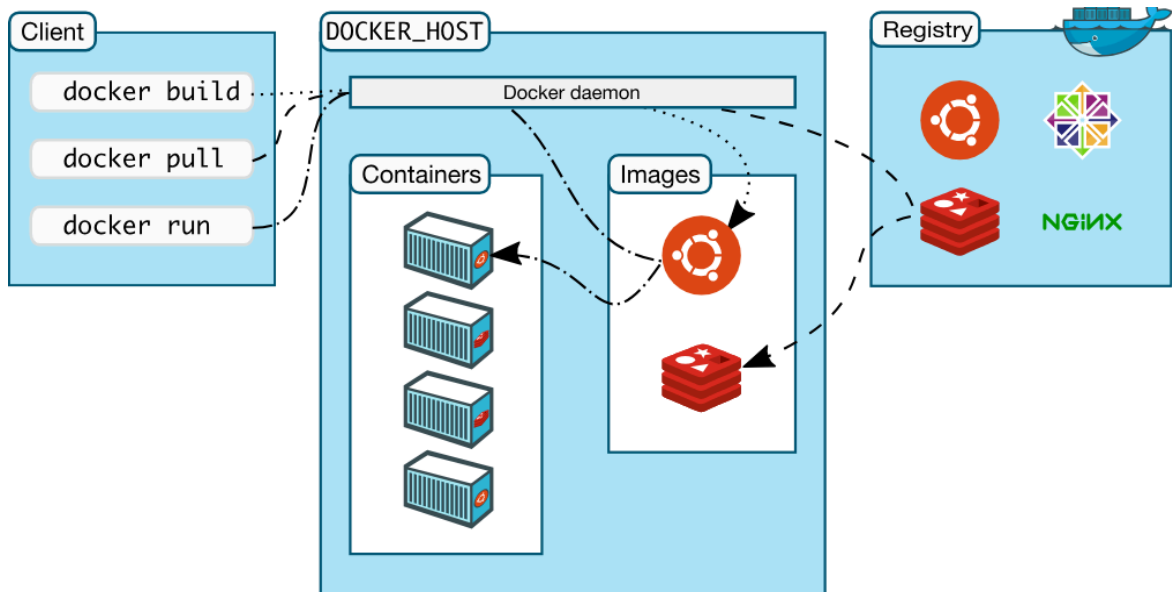 Client
docker build
docker pull
docker run
DOCKER_HOST
Docker daemon
Containers
Images
Registry
NGiNX